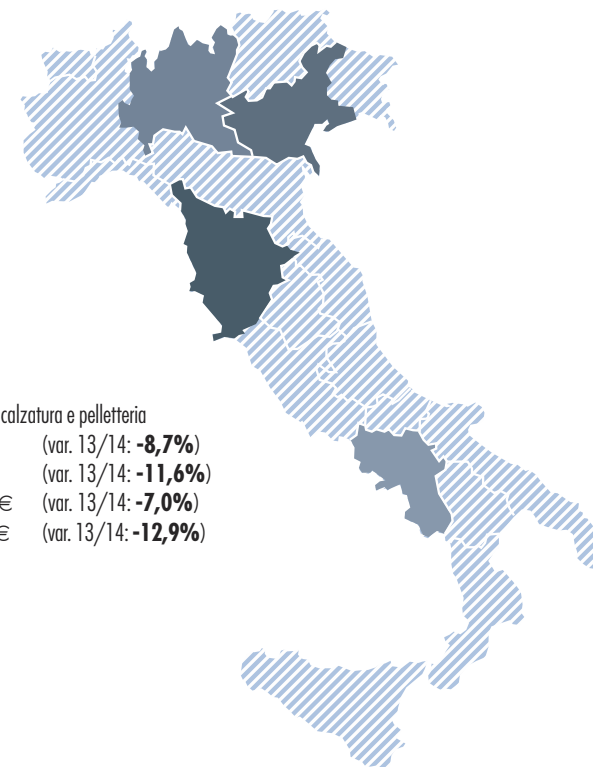 calzatura e pelletteria
(var. 13/14: -8,7%)
(var. 13/14: -11,6%)
€ (var. 13/14: -7,0%)
€ (var. 13/14: -12,9%)